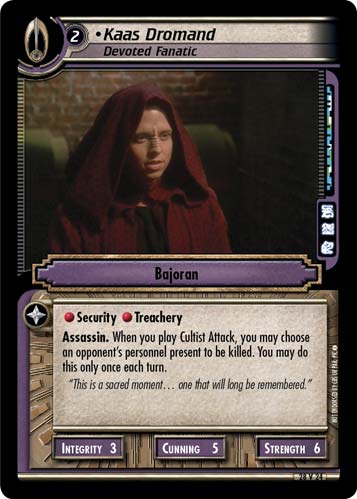 2
•Kaas Dromand
Devoted Fanatic
Bajoran
Security Treachery
Assassin. When you play Cultist Attack, you may choose
an opponent's personnel present to be killed. You may do
this only once each turn.
"This is a sacred moment... one that will long be remembered."
INTEGRITY 3
CUNNING 5
STRENGTH 6
28 V 24